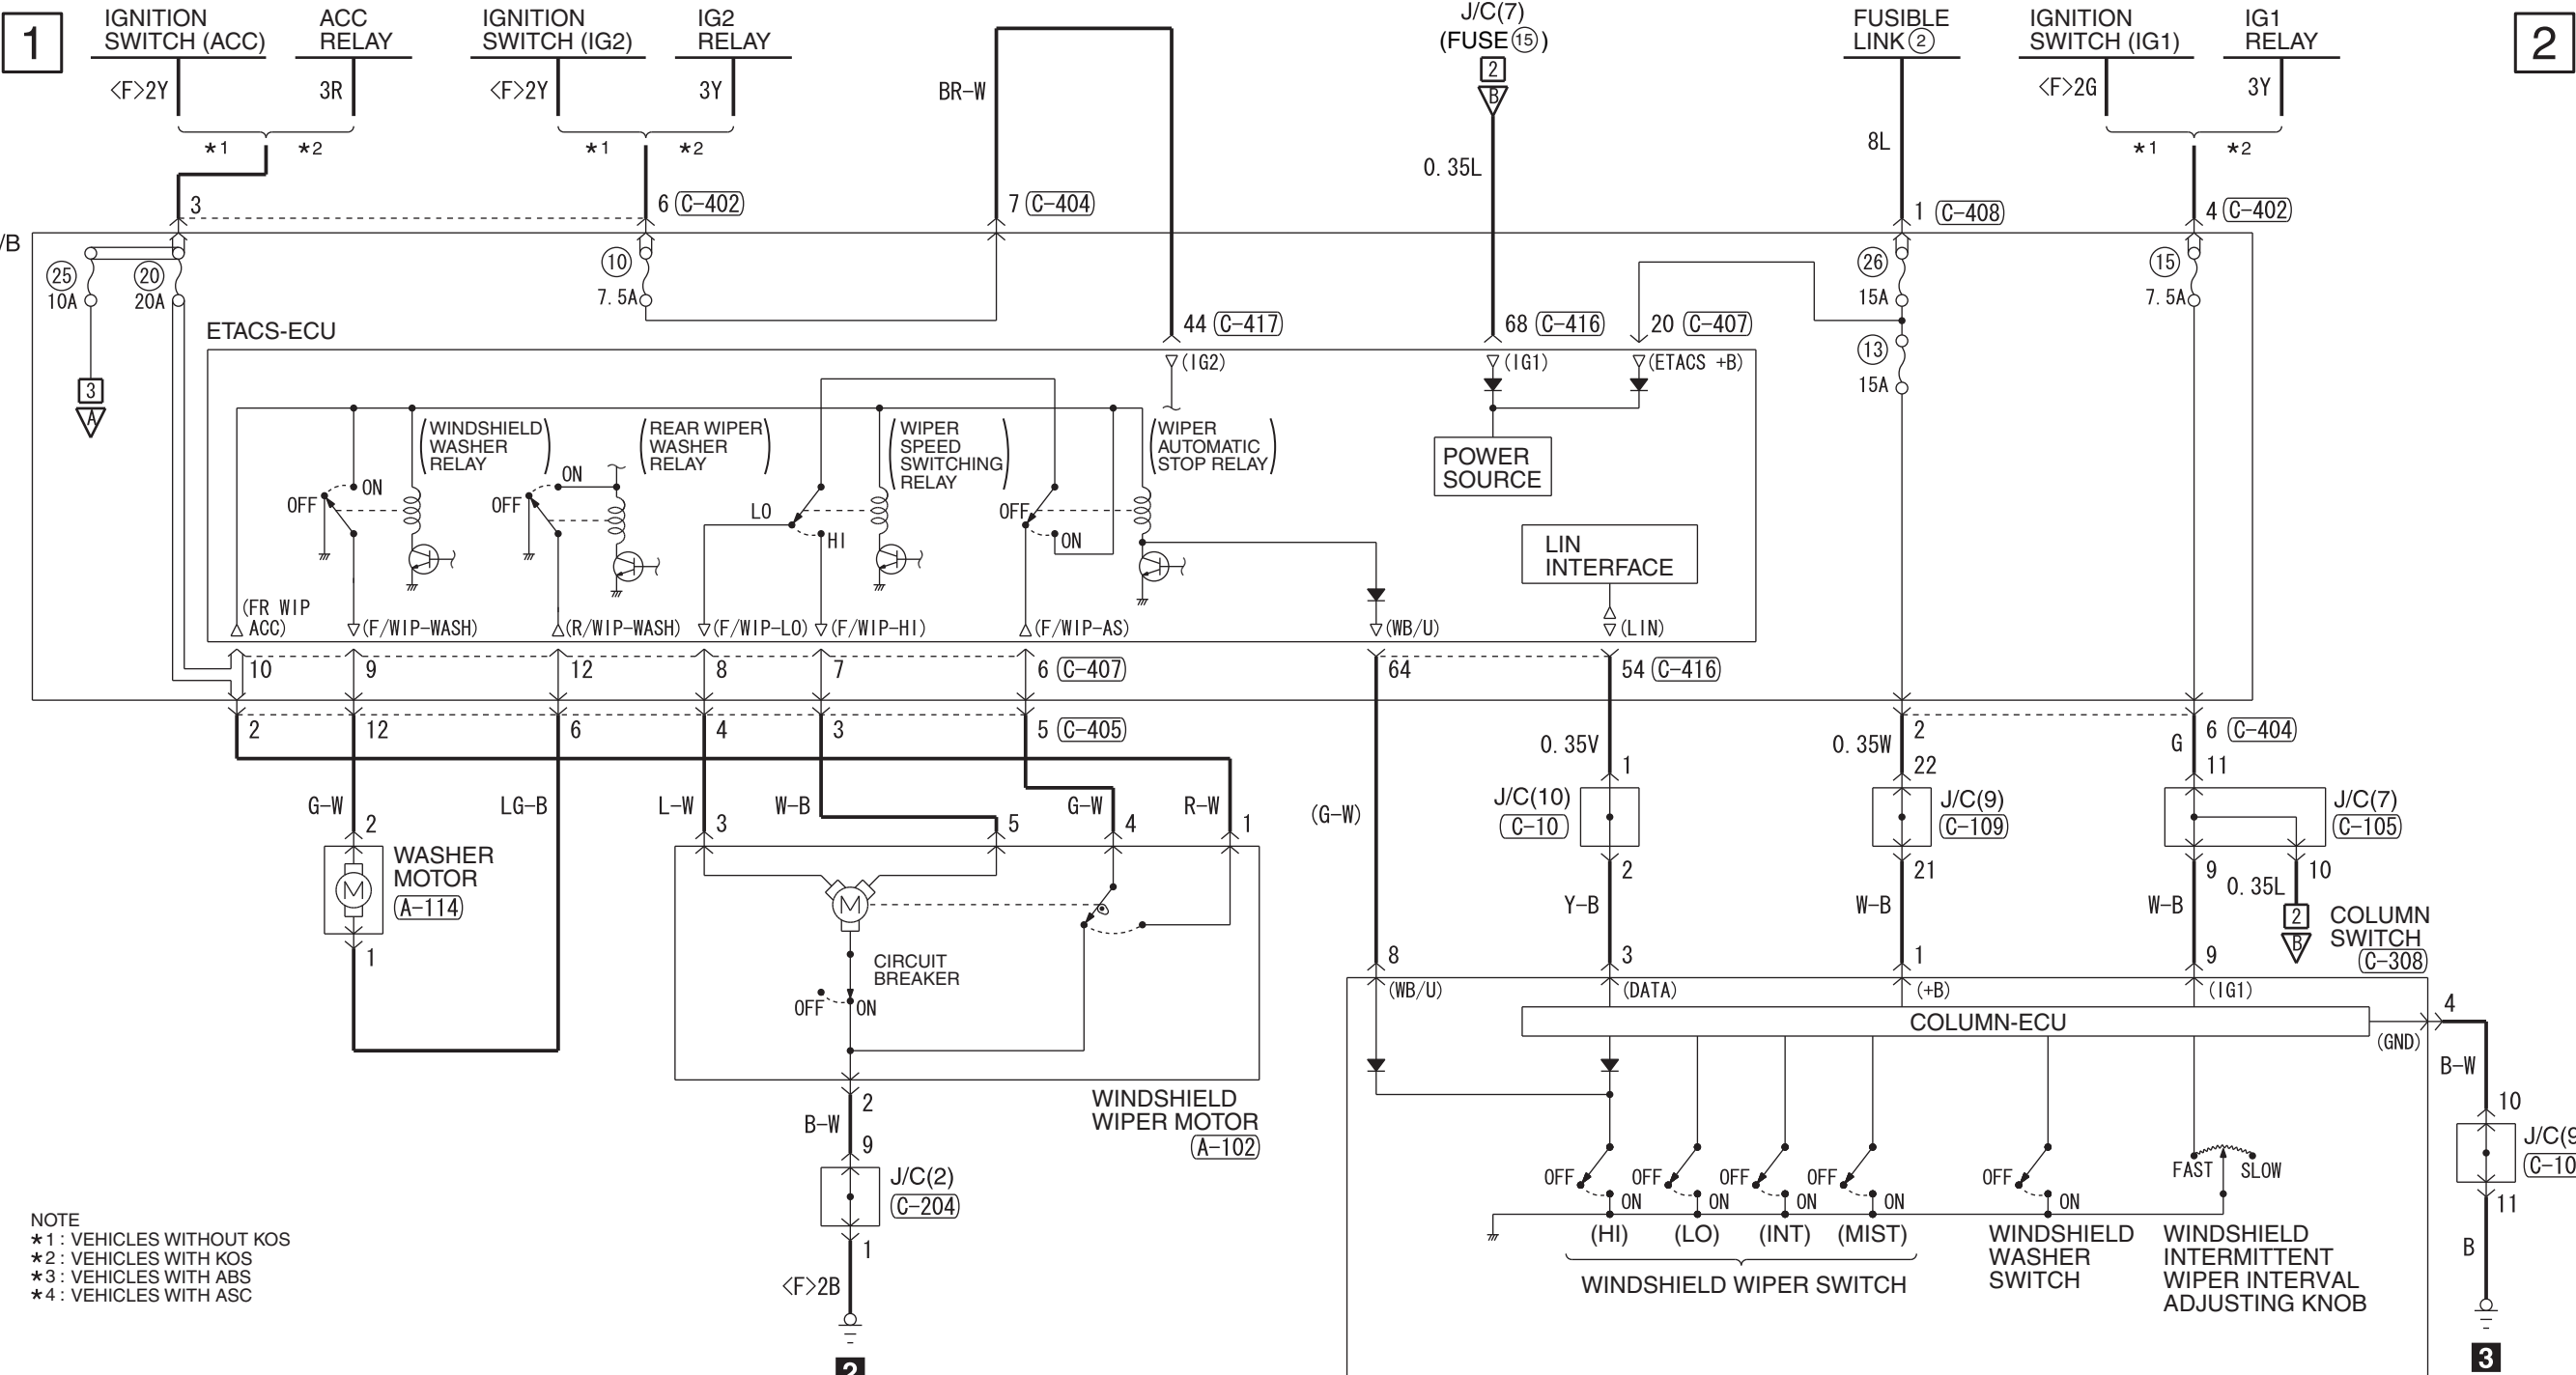 1
IGNITION
SWITCH (ACC)
ACC
RELAY
IGNITION
SWITCH (IG2)
IG2
RELAY
J/C(7)
(FUSE 15)
FUSIBLE
LINK 2
IGNITION
SWITCH (IG1)
IG1
RELAY
2
<F>2Y
3R
<F>2Y
3Y
BR-W
2
B
8L
<F>2G
3Y
*1
*2
*1
*2
0.35L
*1
*2
3
6 (C-402)
7 (C-404)
1 (C-408)
4 (C-402)
/B
25
10A
20
20A
10
7.5A
26
15A
15
7.5A
ETACS-ECU
44 (C-417)
68 (C-416)
20 (C-407)
13
15A
(IG2)
(IG1)
(ETACS +B)
3
A
(WINDSHIELD
WASHER
RELAY)
(REAR WIPER
WASHER
RELAY)
(WIPER
SPEED
SWITCHING
RELAY)
(WIPER
AUTOMATIC
STOP RELAY)
POWER
SOURCE
OFF
ON
OFF
ON
LO
HI
OFF
ON
LIN
INTERFACE
(FR WIP
ACC)
(F/WIP-WASH)
(R/WIP-WASH)
(F/WIP-LO)
(F/WIP-HI)
(F/WIP-AS)
(WB/U)
(LIN)
10
9
12
8
7
6 (C-407)
64
54 (C-416)
2
12
6
4
3
5 (C-405)
2
6 (C-404)
0.35V
0.35W
G
1
22
11
G-W
LG-B
L-W
W-B
G-W
R-W
(G-W)
J/C(10)
(C-10)
J/C(9)
(C-109)
J/C(7)
(C-105)
2
3
5
4
1
WASHER
MOTOR
(A-114)
M
M
2
21
9
10
0.35L
Y-B
W-B
W-B
2
B
1
CIRCUIT
BREAKER
OFF
ON
COLUMN
SWITCH
(C-308)
8
3
1
9
(WB/U)
(DATA)
(+B)
(IG1)
COLUMN-ECU
4
(GND)
B-W
WINDSHIELD
WIPER MOTOR
(A-102)
2
B-W
9
J/C(2)
(C-204)
1
<F>2B
2
10
11
B
3
OFF
ON
OFF
ON
OFF
ON
OFF
ON
OFF
ON
FAST
SLOW
(HI)
(LO)
(INT)
(MIST)
WINDSHIELD WIPER SWITCH
WINDSHIELD
WASHER
SWITCH
WINDSHIELD
INTERMITTENT
WIPER INTERVAL
ADJUSTING KNOB
NOTE
*1 : VEHICLES WITHOUT KOS
*2 : VEHICLES WITH KOS
*3 : VEHICLES WITH ABS
*4 : VEHICLES WITH ASC